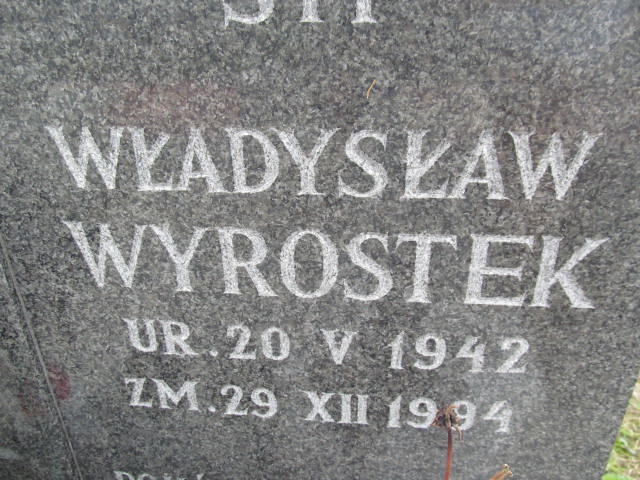 WŁADYSŁAW
WYROSTEK
UR. 20 V 1942
ZM. 29 XII 1994